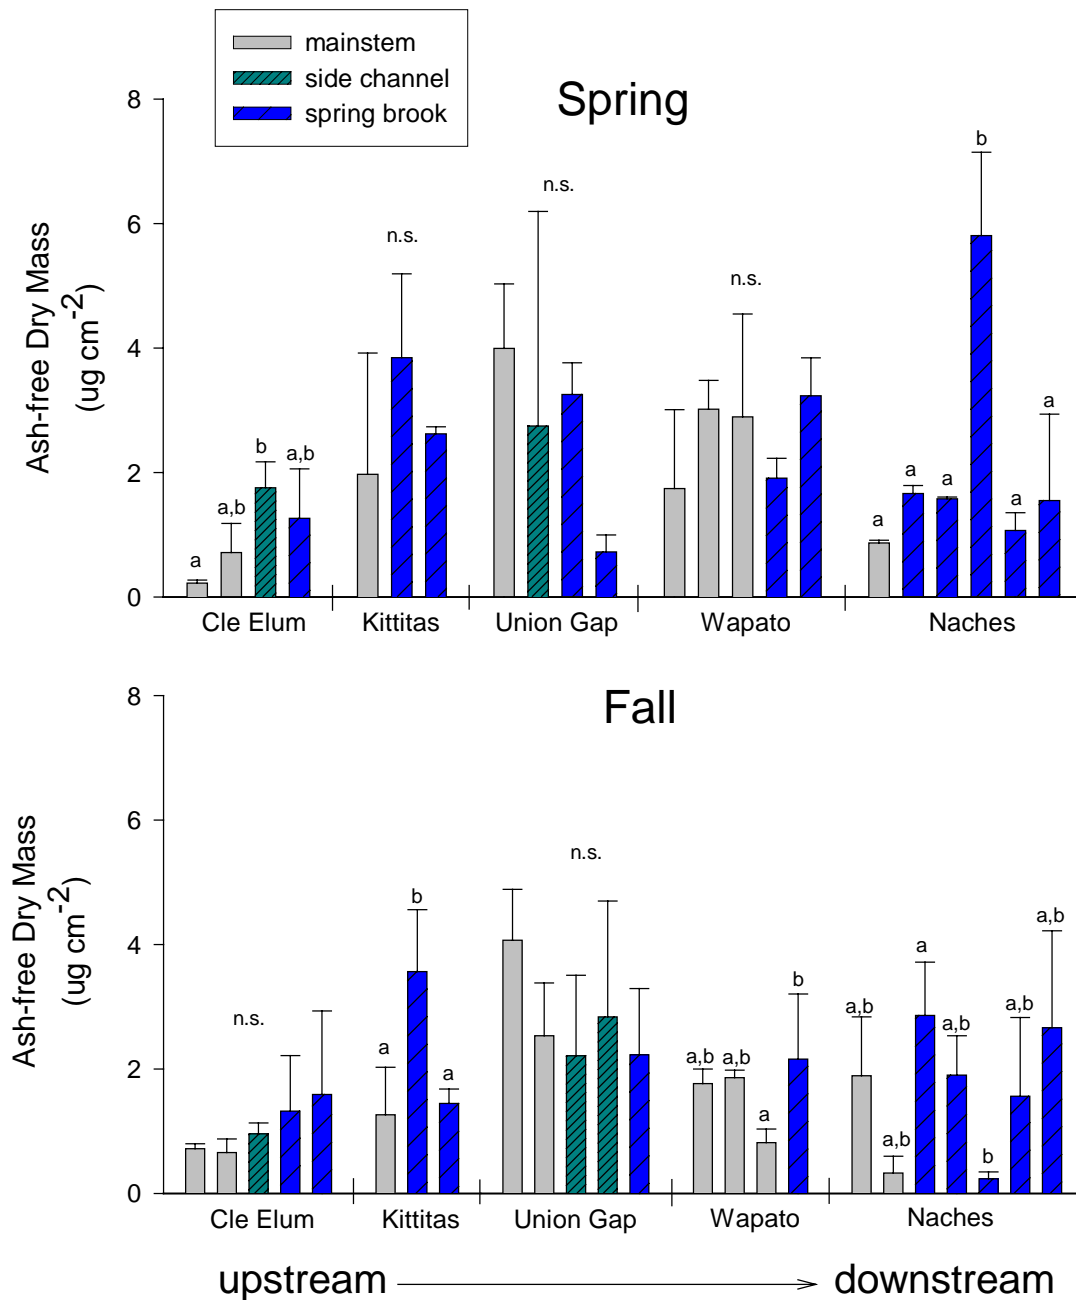 mainstem
side channel
spring brook
Spring
Ash-free Dry Mass
(ug cm-2)
8
6
4
2
0
a
a,b
b
a,b
n.s.
n.s.
n.s.
a
a
a
b
a
a
Cle Elum Kittitas Union Gap Wapato Naches
Fall
Ash-free Dry Mass
(ug cm-2)
8
6
4
2
0
n.s.
a
b
a
n.s.
a,b
a,b
a
b
a,b
a,b
a
a,b
b
a,b
a,b
Cle Elum Kittitas Union Gap Wapato Naches
upstream downstream